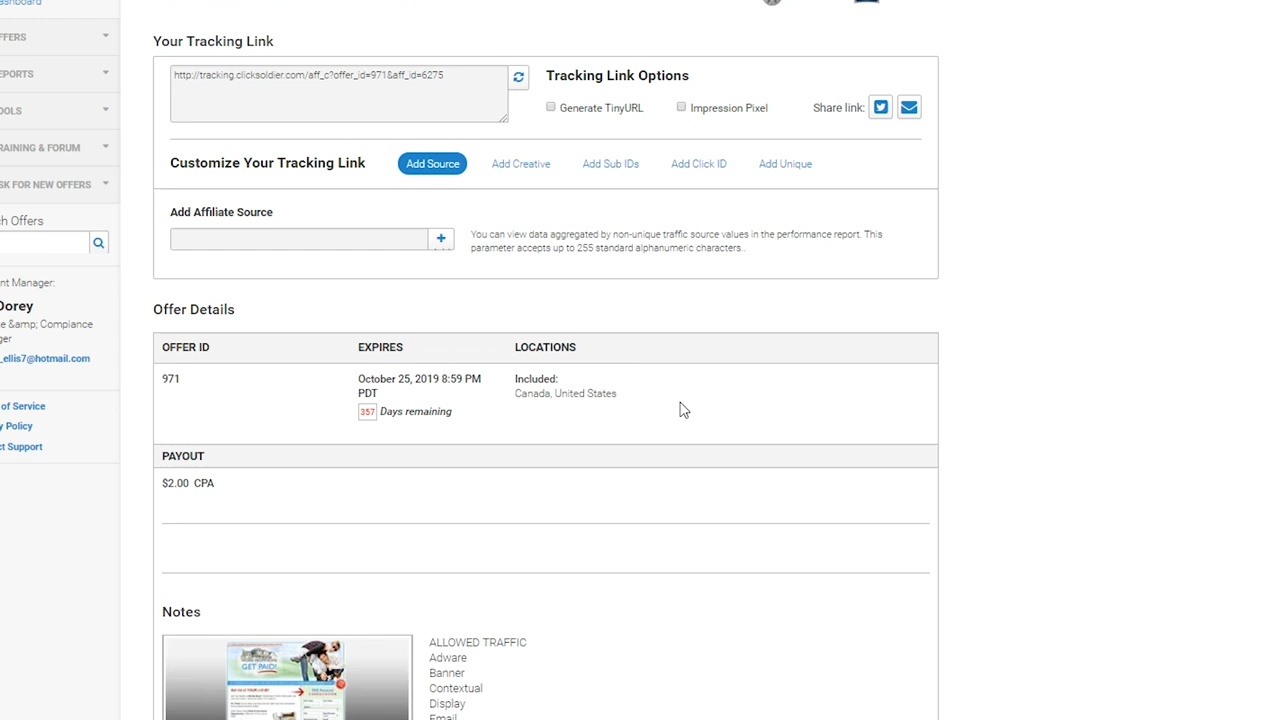 ashboard
FFERS
EPORTS
OOLS
RAINING & FORUM
SK FOR NEW OFFERS
ch Offers
nt Manager:
Dorey
te &amp; Compliance
ger
_ellis7@hotmail.com
of Service
y Policy
ct Support
Your Tracking Link
http://tracking.clicksoldier.com/aff_c?offer_id=971&aff_id=6275
Tracking Link Options
Generate TinyURL
Impression Pixel
Share link:
Customize Your Tracking Link
Add Source
Add Creative
Add Sub IDs
Add Click ID
Add Unique
Add Affiliate Source
You can view data aggregated by non-unique traffic source values in the performance report. This
parameter accepts up to 255 standard alphanumeric characters..
Offer Details
OFFER ID EXPIRES LOCATIONS
971
October 25, 2019 8:59 PM
PDT
357 Days remaining
Included:
Canada, United States
PAYOUT
$2.00 CPA
Notes
GET PAID!
ALLOWED TRAFFIC
Adware
Banner
Contextual
Display
Email